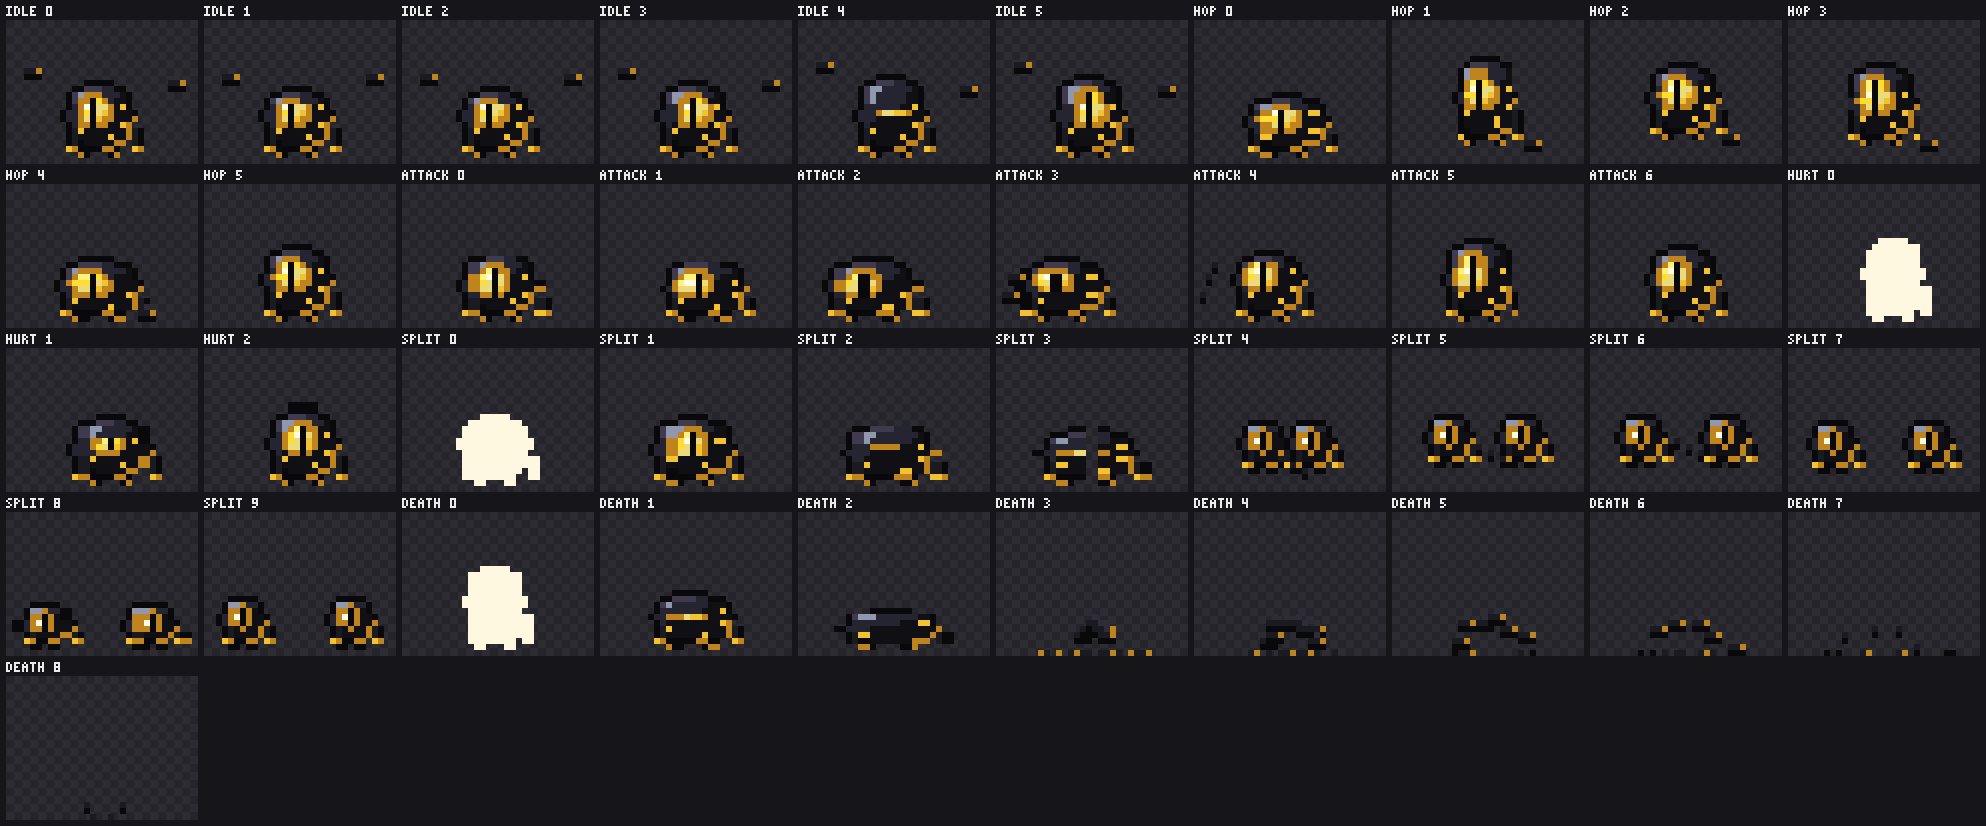 IDLE 0 IDLE 1 IDLE 2 IDLE 3 IDLE 4 IDLE 5 HOP 0 HOP 1 HOP 2 HOP 3
HOP 4 HOP 5 ATTACK 0 ATTACK 1 ATTACK 2 ATTACK 3 ATTACK 4 ATTACK 5 ATTACK 6 HURT 0
HURT 1 HURT 2 SPLIT 0 SPLIT 1 SPLIT 2 SPLIT 3 SPLIT 4 SPLIT 5 SPLIT 6 SPLIT 7
SPLIT 8 SPLIT 9 DEATH 0 DEATH 1 DEATH 2 DEATH 3 DEATH 4 DEATH 5 DEATH 6 DEATH 7
DEATH 8